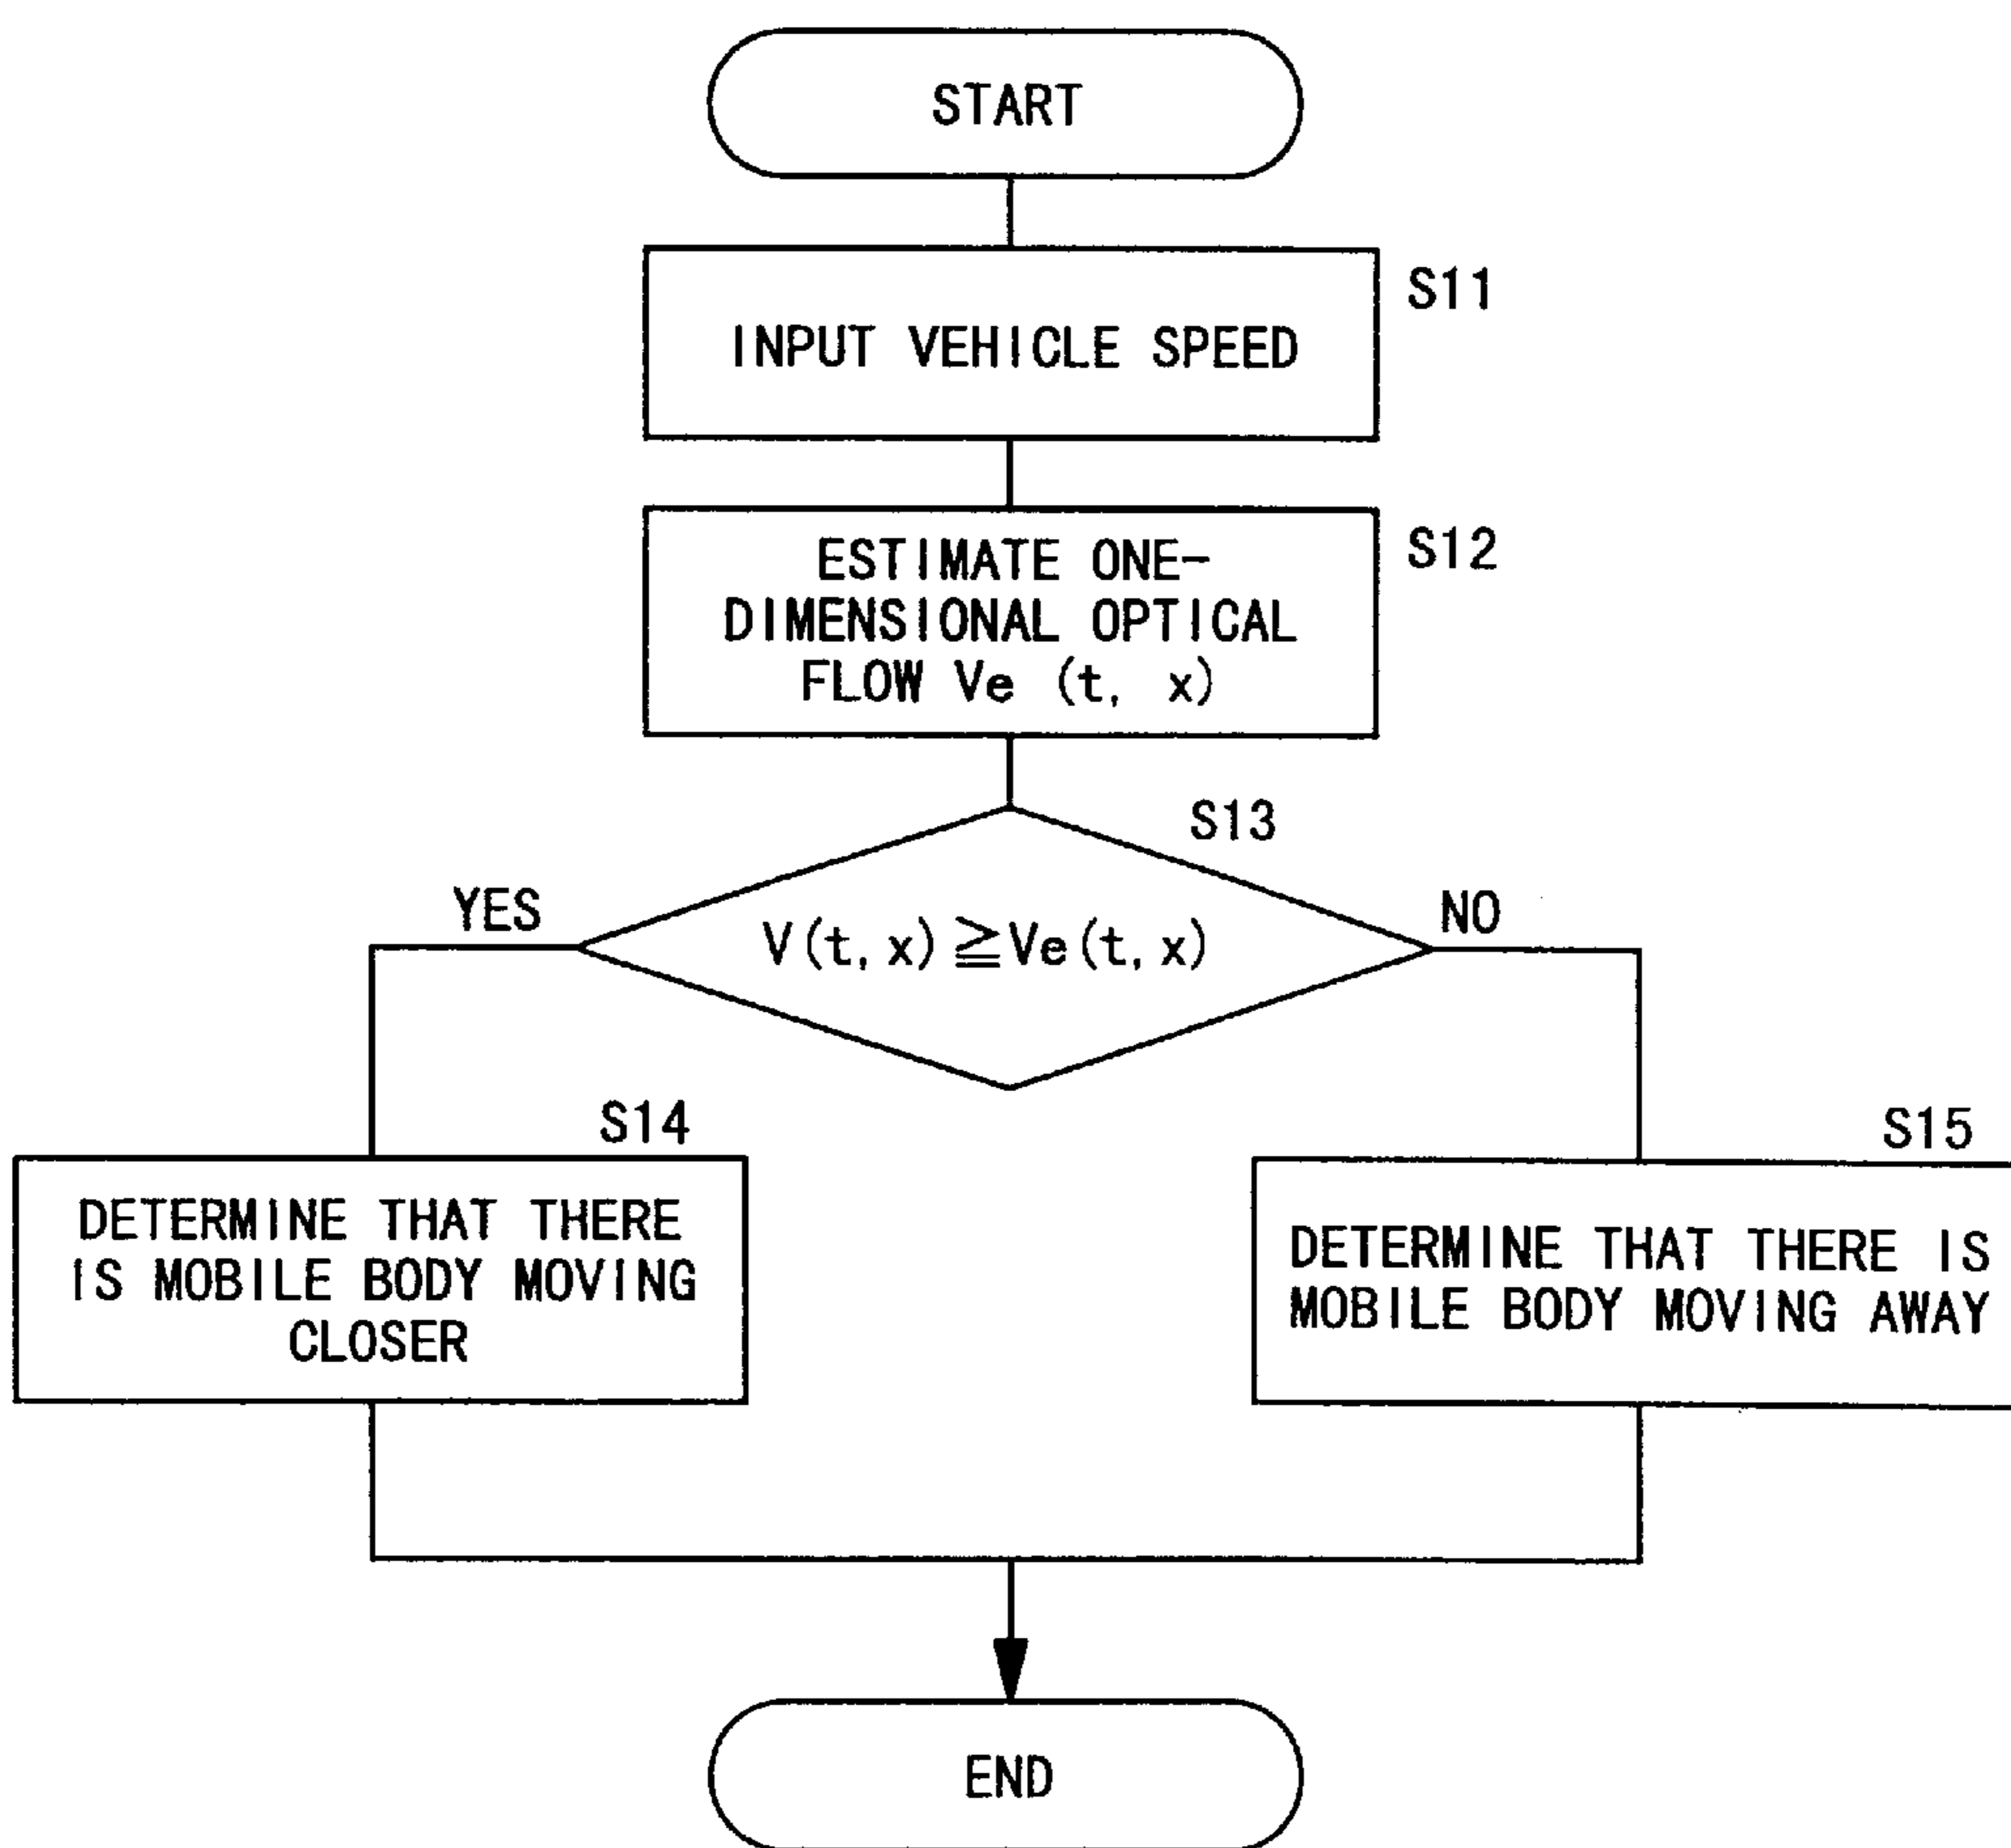 START
S11
INPUT VEHICLE SPEED
S12
ESTIMATE ONE-
DIMENSIONAL OPTICAL
FLOW Ve (t, x)
S13
YES
V(t, x) ≧ Ve(t, x)
NO
S14
DETERMINE THAT THERE
IS MOBILE BODY MOVING
CLOSER
S15
DETERMINE THAT THERE IS
MOBILE BODY MOVING AWAY
END